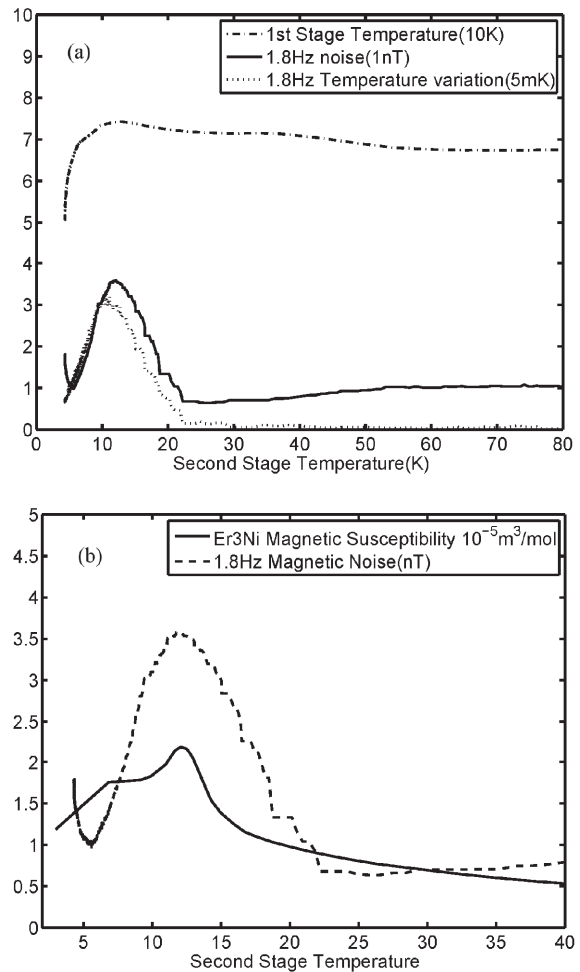 10
9
8
7
6
5
4
3
2
1
0
(a)
1st Stage Temperature(10K)
1.8Hz noise(1nT)
1.8Hz Temperature variation(5mK)
0 10 20 30 40 50 60 70 80
Second Stage Temperature(K)
5
4.5
4
3.5
3
2.5
2
1.5
1
0.5
0
(b)
Er3Ni Magnetic Susceptibility 10⁻⁵m³/mol
1.8Hz Magnetic Noise(nT)
5 10 15 20 25 30 35 40
Second Stage Temperature